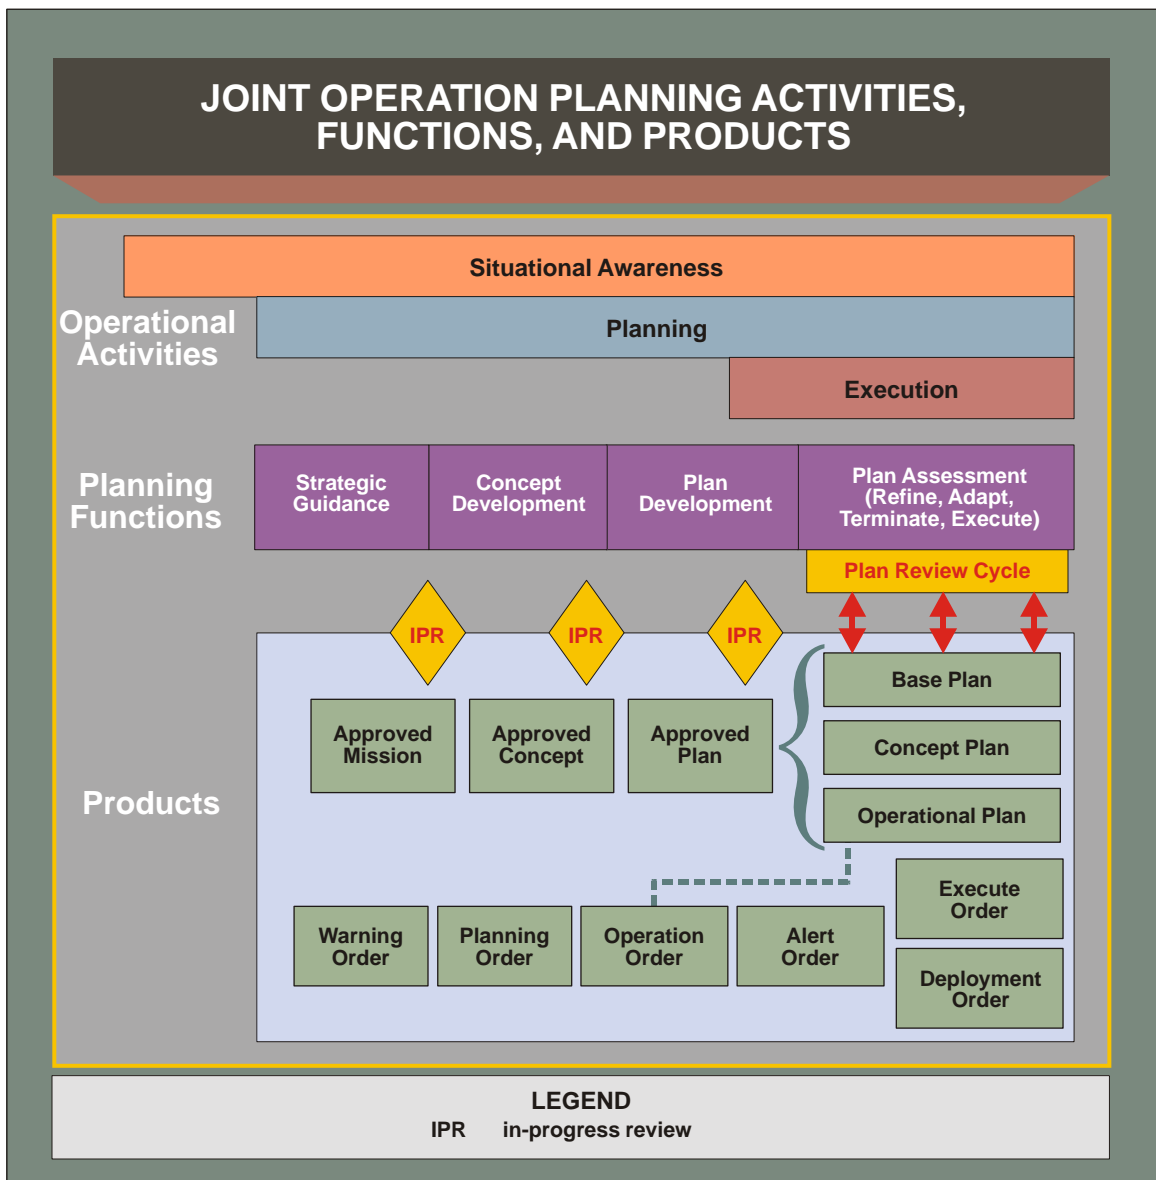 JOINT OPERATION PLANNING ACTIVITIES,
FUNCTIONS, AND PRODUCTS
Situational Awareness
Operational
Activities
Planning
Execution
Planning
Functions
Strategic
Guidance
Concept
Development
Plan
Development
Plan Assessment
(Refine, Adapt,
Terminate, Execute)
Plan Review Cycle
IPR
IPR
IPR
Products
Approved
Mission
Approved
Concept
Approved
Plan
Base Plan
Concept Plan
Operational Plan
Warning
Order
Planning
Order
Operation
Order
Alert
Order
Execute
Order
Deployment
Order
LEGEND
IPR in-progress review